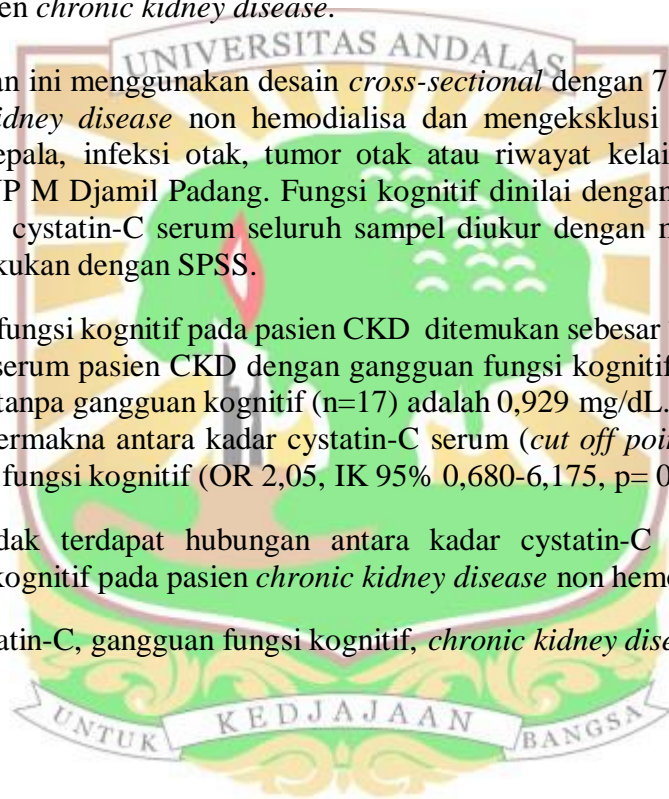 en chronic kidney disease.
UNIVERSITAS ANDALAS
an ini menggunakan desain cross-sectional dengan 7
idney disease non hemodialisa dan mengeksklusi
epala, infeksi otak, tumor otak atau riwayat kelai
P M Djamil Padang. Fungsi kognitif dinilai dengan
cystatin-C serum seluruh sampel diukur dengan
kukan dengan SPSS.
fungsi kognitif pada pasien CKD ditemukan sebesar
serum pasien CKD dengan gangguan fungsi kognitif
tanpa gangguan kognitif (n=17) adalah 0,929 mg/dL.
ermakna antara kadar cystatin-C serum (cut off poin
fungsi kognitif (OR 2,05, IK 95% 0,680-6,175, p= 0
dak terdapat hubungan antara kadar cystatin-C
kognitif pada pasien chronic kidney disease non hemo
tatin-C, gangguan fungsi kognitif, chronic kidney dise
UNTUK KEDJAJAAN BANGSA